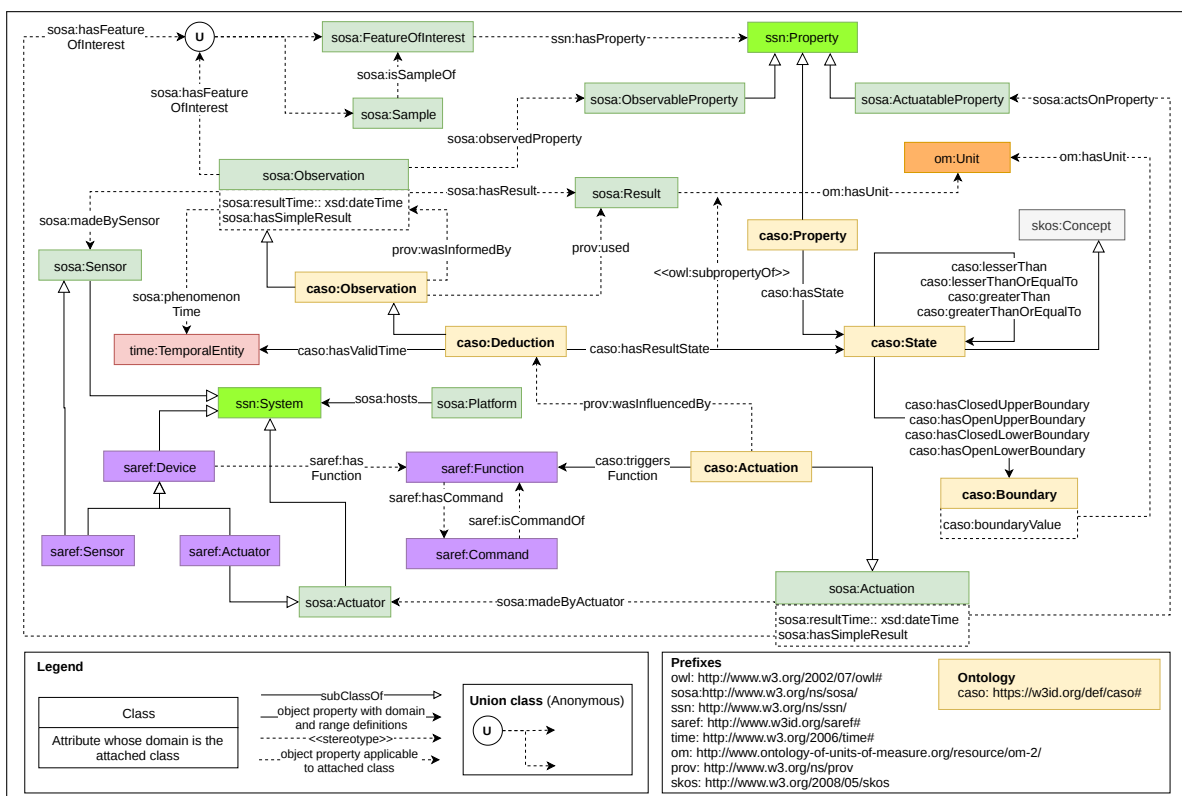 sosa:hasFeature
OfInterest
U
sosa:FeatureOfInterest
ssn:hasProperty
ssn:Property
sosa:isSampleOf
sosa:hasFeature
OfInterest
sosa:Sample
sosa:ObservableProperty
sosa:ActuatableProperty
sosa:actsOnProperty
sosa:observedProperty
sosa:Observation
sosa:resultTime:: xsd:dateTime
sosa:hasSimpleResult
sosa:hasResult
sosa:Result
om:hasUnit
om:Unit
om:hasUnit
sosa:madeBySensor
sosa:Sensor
prov:wasInformedBy
prov:used
caso:Property
skos:Concept
<<owl:subpropertyOf>>
caso:hasState
caso:lesserThan
caso:lesserThanOrEqualTo
caso:greaterThan
caso:greaterThanOrEqualTo
caso:Observation
sosa:phenomenon
Time
time:TemporalEntity
caso:hasValidTime
caso:Deduction
caso:hasResultState
caso:State
ssn:System
sosa:hosts
sosa:Platform
prov:wasInfluencedBy
caso:hasClosedUpperBoundary
caso:hasOpenUpperBoundary
caso:hasClosedLowerBoundary
caso:hasOpenLowerBoundary
saref:Device
saref:has
Function
saref:Function
caso:triggers
Function
caso:Actuation
caso:Boundary
caso:boundaryValue
saref:hasCommand
saref:isCommandOf
saref:Sensor
saref:Actuator
saref:Command
sosa:Actuator
sosa:madeByActuator
sosa:Actuation
sosa:resultTime:: xsd:dateTime
sosa:hasSimpleResult
Legend
Class
Attribute whose domain is the
attached class
subClassOf
object property with domain
and range definitions
<<stereotype>>
object property applicable
to attached class
Union class (Anonymous)
U
Prefixes
owl: http://www.w3.org/2002/07/owl#
sosa:http://www.w3.org/ns/sosa/
ssn: http://www.w3.org/ns/ssn/
saref: http://www.w3id.org/saref#
time: http://www.w3.org/2006/time#
om: http://www.ontology-of-units-of-measure.org/resource/om-2/
prov: http://www.w3.org/ns/prov
skos: http://www.w3.org/2008/05/skos
Ontology
caso: https://w3id.org/def/caso#